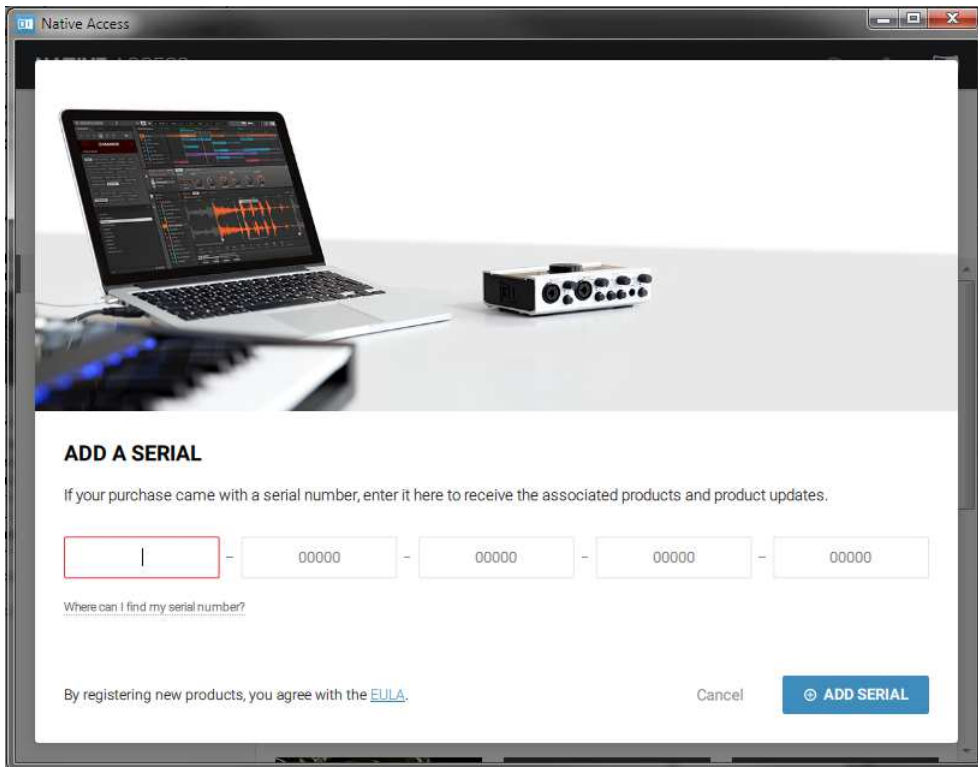 Native Access
NATIVE ACCESS
ADD A SERIAL
If your purchase came with a serial number, enter it here to receive the associated products and product updates.
– 00000 – 00000 – 00000 – 00000
Where can I find my serial number?
By registering new products, you agree with the EULA.
Cancel
ADD SERIAL